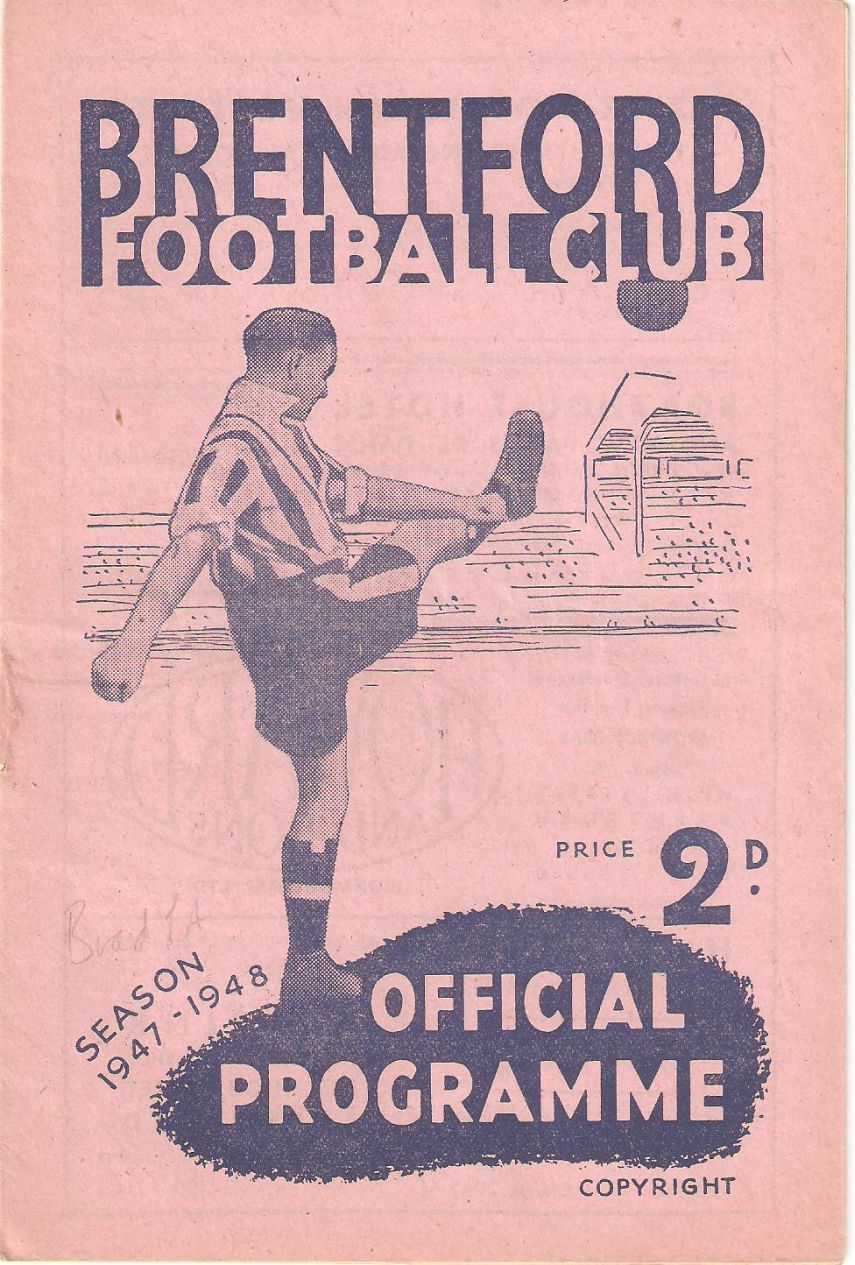 BRENTFORD
FOOTBALL CLUB
PRICE 2D.
SEASON
1947-1948
OFFICIAL
PROGRAMME
COPYRIGHT